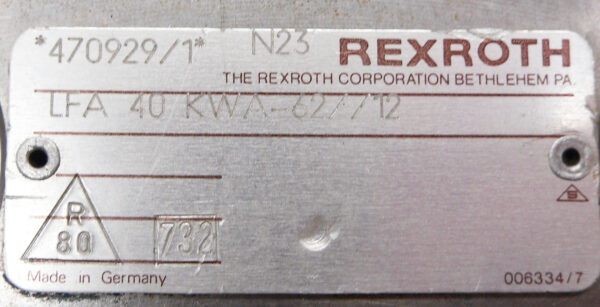 *470929/1* N23 REXROTH
THE REXROTH CORPORATION BETHLEHEM PA.
LFA 40 KWA-62//12
R
80
732
S
Made in Germany
006334/7